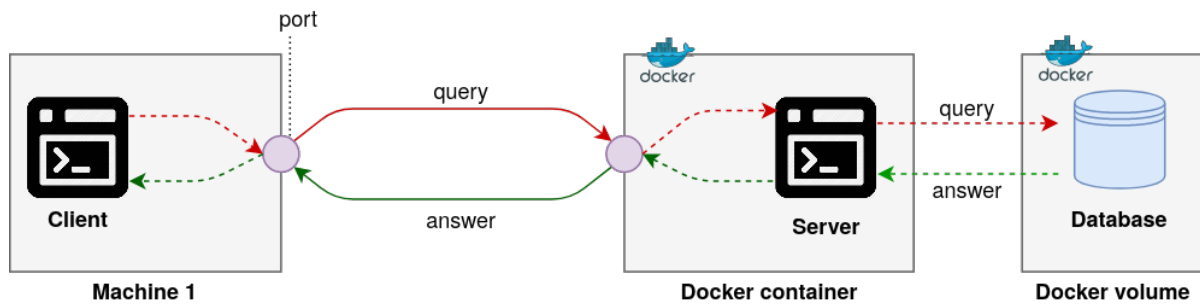 port
docker
docker
query
query
Client
answer
Server
answer
Database
Machine 1
Docker container
Docker volume